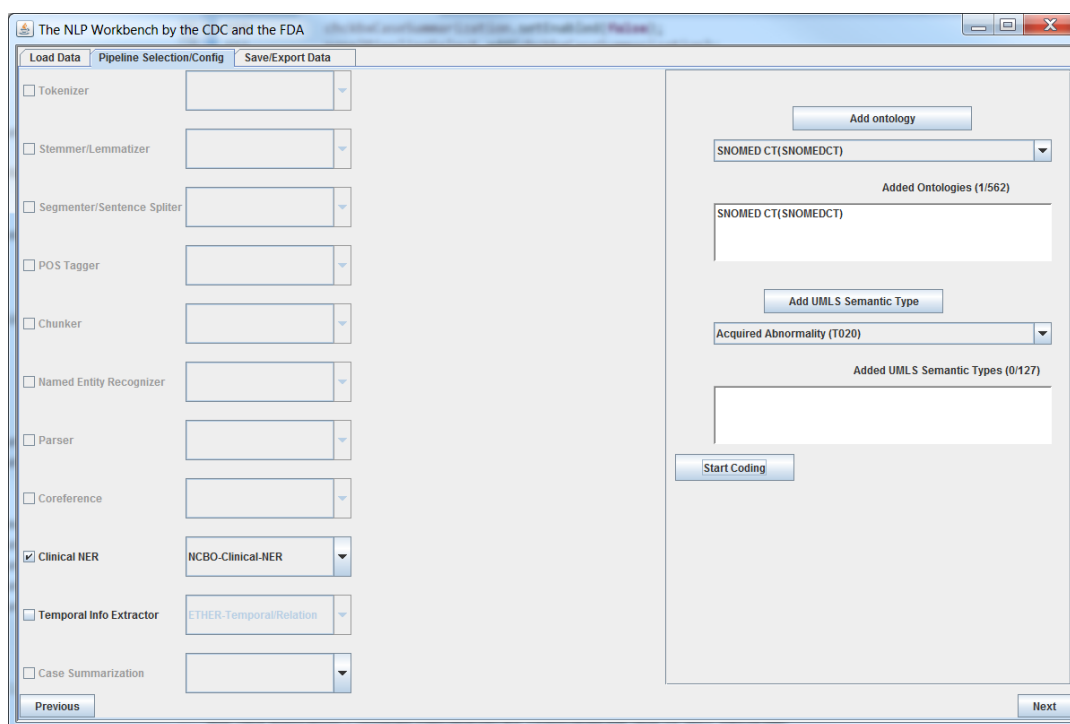 The NLP Workbench by the CDC and the FDA
Load Data
Pipeline Selection/Config
Save/Export Data
Tokenizer
Stemmer/Lemmatizer
Segmenter/Sentence Spliter
POS Tagger
Chunker
Named Entity Recognizer
Parser
Coreference
Clinical NER
NCBO-Clinical-NER
Temporal Info Extractor
ETHER-Temporal/Relation
Case Summarization
Add ontology
SNOMED CT(SNOMEDCT)
Added Ontologies (1/562)
SNOMED CT(SNOMEDCT)
Add UMLS Semantic Type
Acquired Abnormality (T020)
Added UMLS Semantic Types (0/127)
Start Coding
Previous
Next